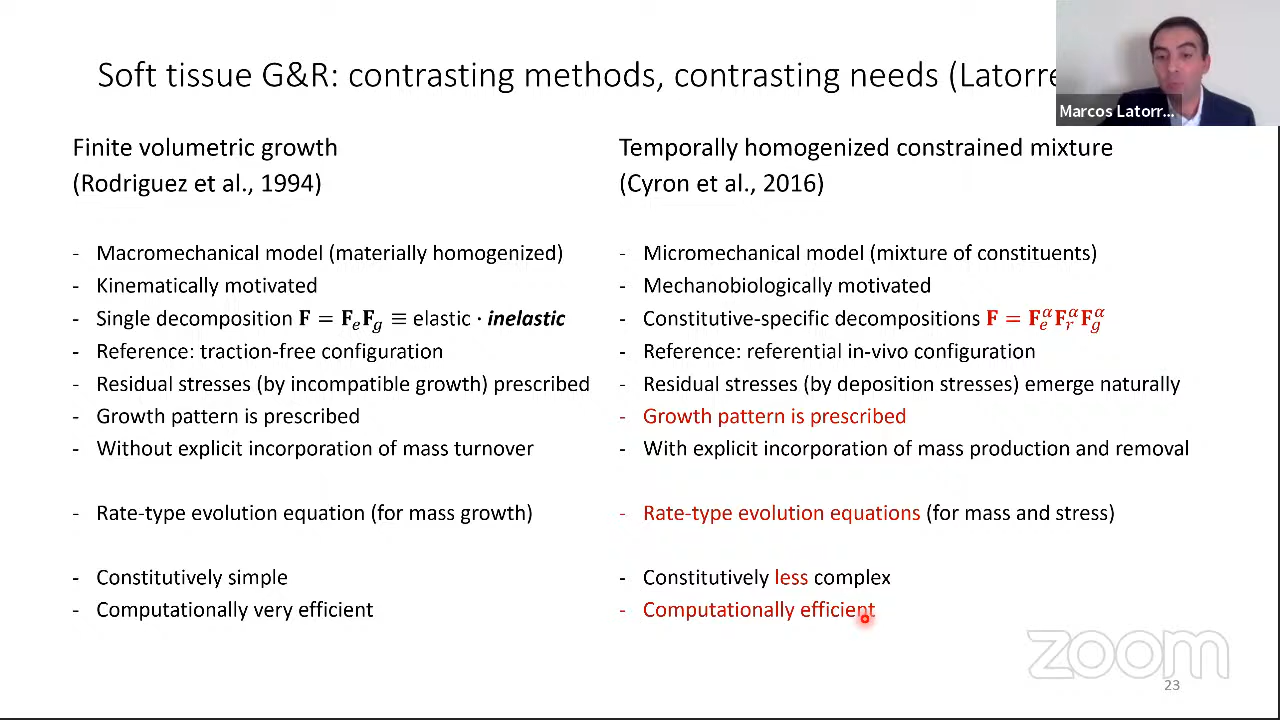 Soft tissue G&R: contrasting methods, contrasting needs (Latorre
Marcos Latorr...
Finite volumetric growth
(Rodriguez et al., 1994)
- Macromechanical model (materially homogenized)
- Kinematically motivated
- Single decomposition F = FₑF_g ≡ elastic · inelastic
- Reference: traction-free configuration
- Residual stresses (by incompatible growth) prescribed
- Growth pattern is prescribed
- Without explicit incorporation of mass turnover
- Rate-type evolution equation (for mass growth)
- Constitutively simple
- Computationally very efficient
Temporally homogenized constrained mixture
(Cyron et al., 2016)
- Micromechanical model (mixture of constituents)
- Mechanobiologically motivated
- Constitutive-specific decompositions F = F_e^α F_r^α F_g^α
- Reference: referential in-vivo configuration
- Residual stresses (by deposition stresses) emerge naturally
- Growth pattern is prescribed
- With explicit incorporation of mass production and removal
- Rate-type evolution equations (for mass and stress)
- Constitutively less complex
- Computationally efficient
zoom
23